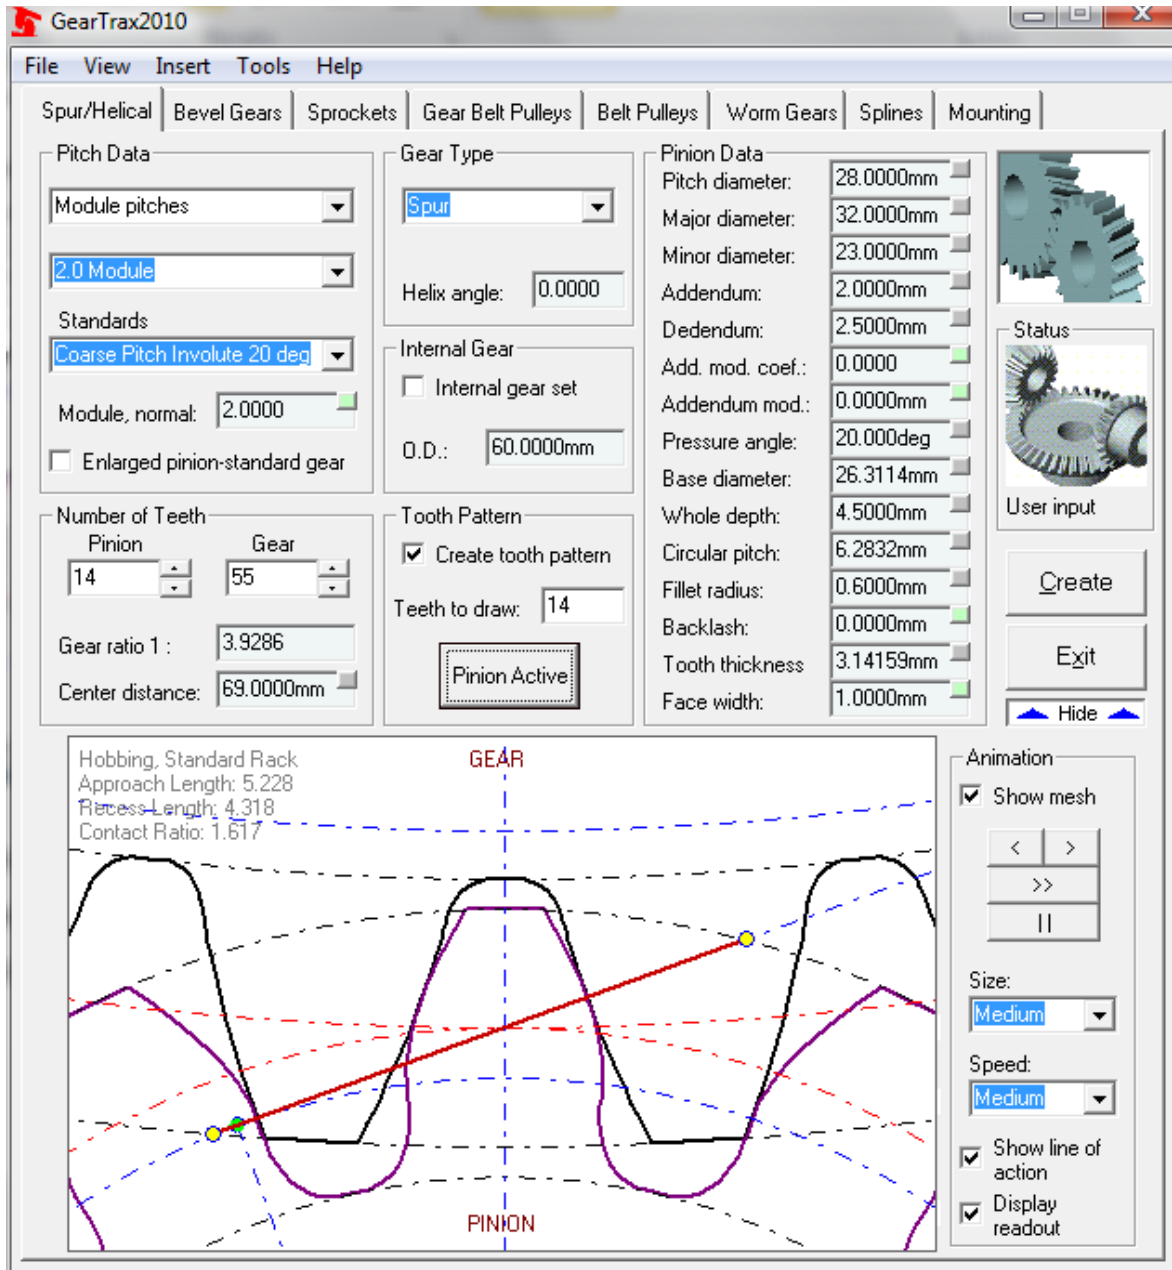 GearTrax2010
File View Insert Tools Help
Spur/Helical Bevel Gears Sprockets Gear Belt Pulleys Belt Pulleys Worm Gears Splines Mounting
Pitch Data
Module pitches
2.0 Module
Standards
Coarse Pitch Involute 20 deg
Module, normal: 2.0000
Enlarged pinion-standard gear
Number of Teeth
Pinion Gear
14 55
Gear ratio 1 : 3.9286
Center distance: 69.0000mm
Gear Type
Spur
Helix angle: 0.0000
Internal Gear
Internal gear set
O.D.: 60.0000mm
Tooth Pattern
Create tooth pattern
Teeth to draw: 14
Pinion Active
Pinion Data
Pitch diameter: 28.0000mm
Major diameter: 32.0000mm
Minor diameter: 23.0000mm
Addendum: 2.0000mm
Dedendum: 2.5000mm
Add. mod. coef.: 0.0000
Addendum mod.: 0.0000mm
Pressure angle: 20.000deg
Base diameter: 26.3114mm
Whole depth: 4.5000mm
Circular pitch: 6.2832mm
Fillet radius: 0.6000mm
Backlash: 0.0000mm
Tooth thickness 3.14159mm
Face width: 1.0000mm
Status
User input
Create
Exit
Hide
Hobbing, Standard Rack
Approach Length: 5.228
Recess Length: 4.318
Contact Ratio: 1.617
GEAR
PINION
Animation
Show mesh
< >
>>
||
Size:
Medium
Speed:
Medium
Show line of
action
Display
readout